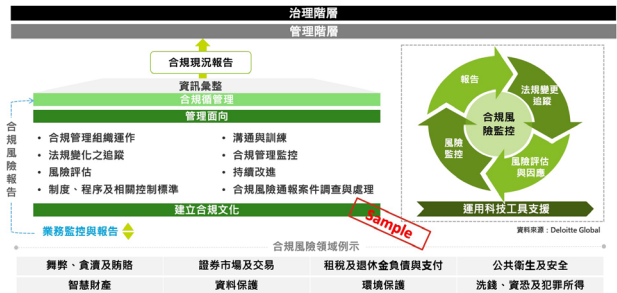 治理階層
管理階層
合規現況報告
資訊彙整
合規循管理
管理面向
• 合規管理組織運作
• 法規變化之追蹤
• 風險評估
• 制度、程序及相關控制標準
• 溝通與訓練
• 合規管理監控
• 持續改進
• 合規風險通報案件調查與處理
建立合規文化
合規風險報告
業務監控與報告
Sample
報告
法規變更
追蹤
合規風
險監控
風險
監控
風險評估
與因應
運用科技工具支援
資料來源：Deloitte Global
合規風險領域例示
舞弊、貪瀆及賄賂
證券市場及交易
租稅及退休金負債與支付
公共衛生及安全
智慧財產
資料保護
環境保護
洗錢、資恐及犯罪所得